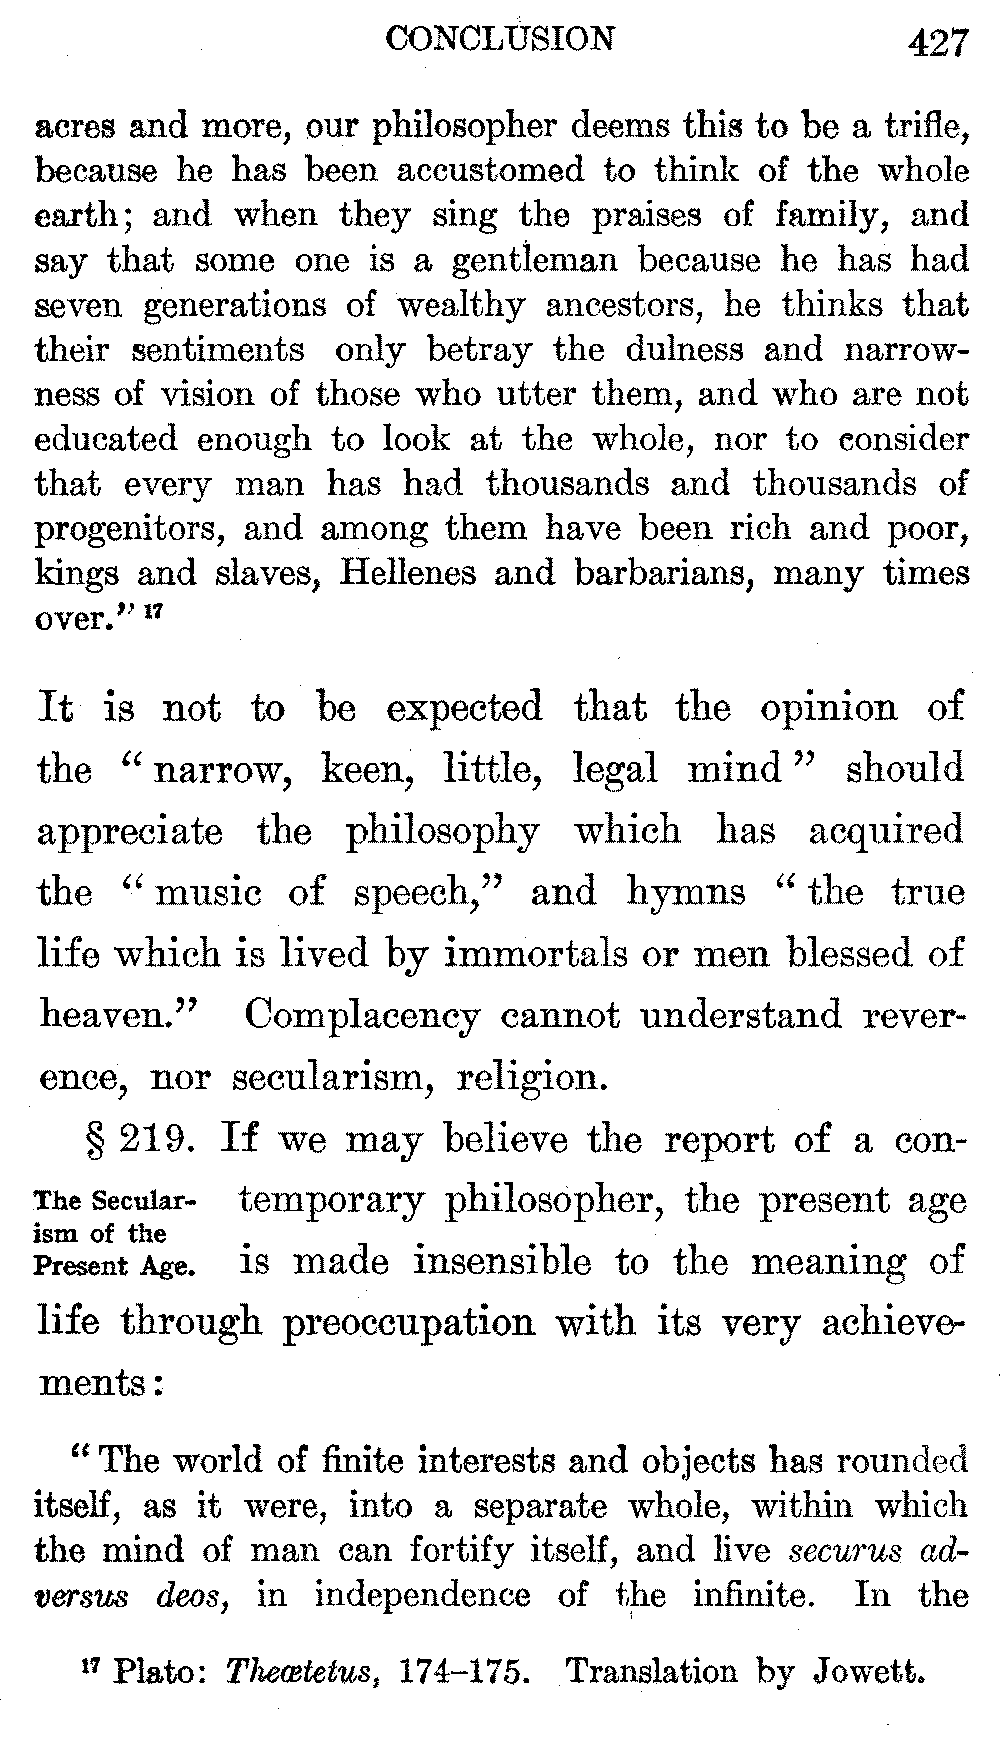 CONCLUSION 427
acres and more, our philosopher deems this to be a trifle,
because he has been accustomed to think of the whole
earth; and when they sing the praises of family, and
say that some one is a gentleman because he has had
seven generations of wealthy ancestors, he thinks that
their sentiments only betray the dulness and narrow-
ness of vision of those who utter them, and who are not
educated enough to look at the whole, nor to consider
that every man has had thousands and thousands of
progenitors, and among them have been rich and poor,
kings and slaves, Hellenes and barbarians, many times
over." 17
It is not to be expected that the opinion of
the " narrow, keen, little, legal mind " should
appreciate the philosophy which has acquired
the " music of speech," and hymns " the true
life which is lived by immortals or men blessed of
heaven." Complacency cannot understand rever-
ence, nor secularism, religion.
§ 219. If we may believe the report of a con-
The Secular-
ism of the
Present Age.
temporary philosopher, the present age
is made insensible to the meaning of
life through preoccupation with its very achieve-
ments:
" The world of finite interests and objects has rounded
itself, as it were, into a separate whole, within which
the mind of man can fortify itself, and live securus ad-
versus deos, in independence of the infinite. In the
17 Plato: Theætetus, 174–175. Translation by Jowett.